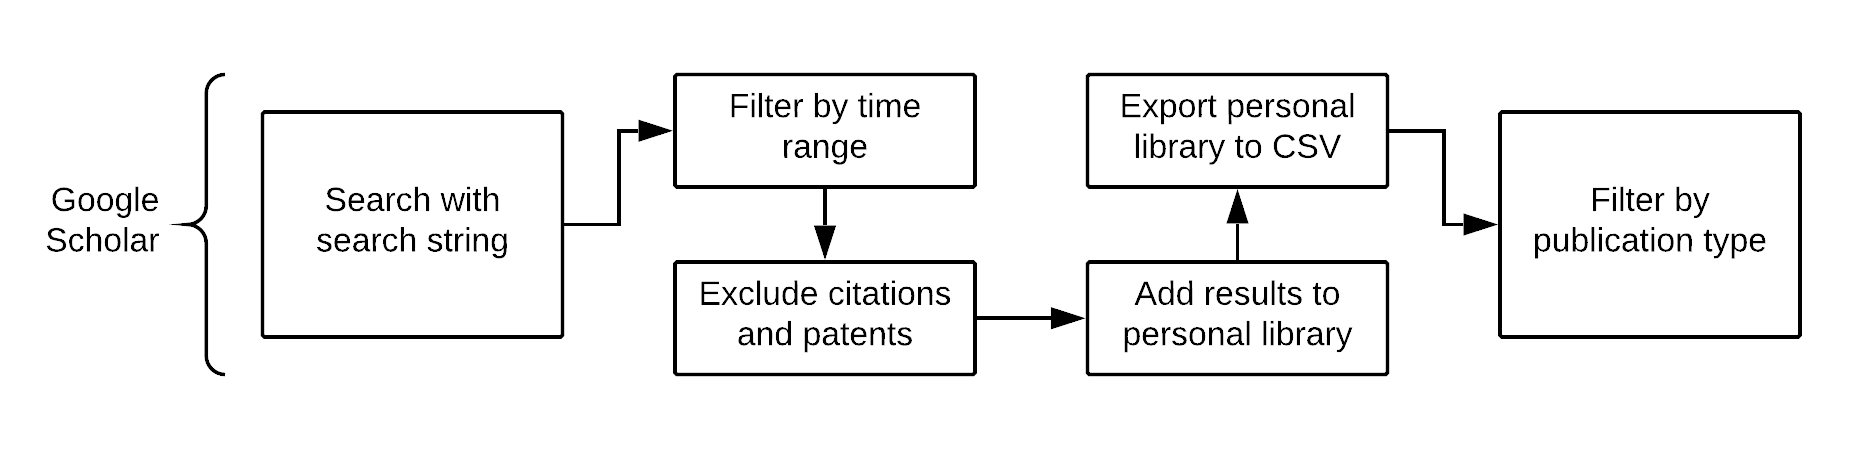 Google
Scholar
Search with
search string
Filter by time
range
Exclude citations
and patents
Add results to
personal library
Export personal
library to CSV
Filter by
publication type